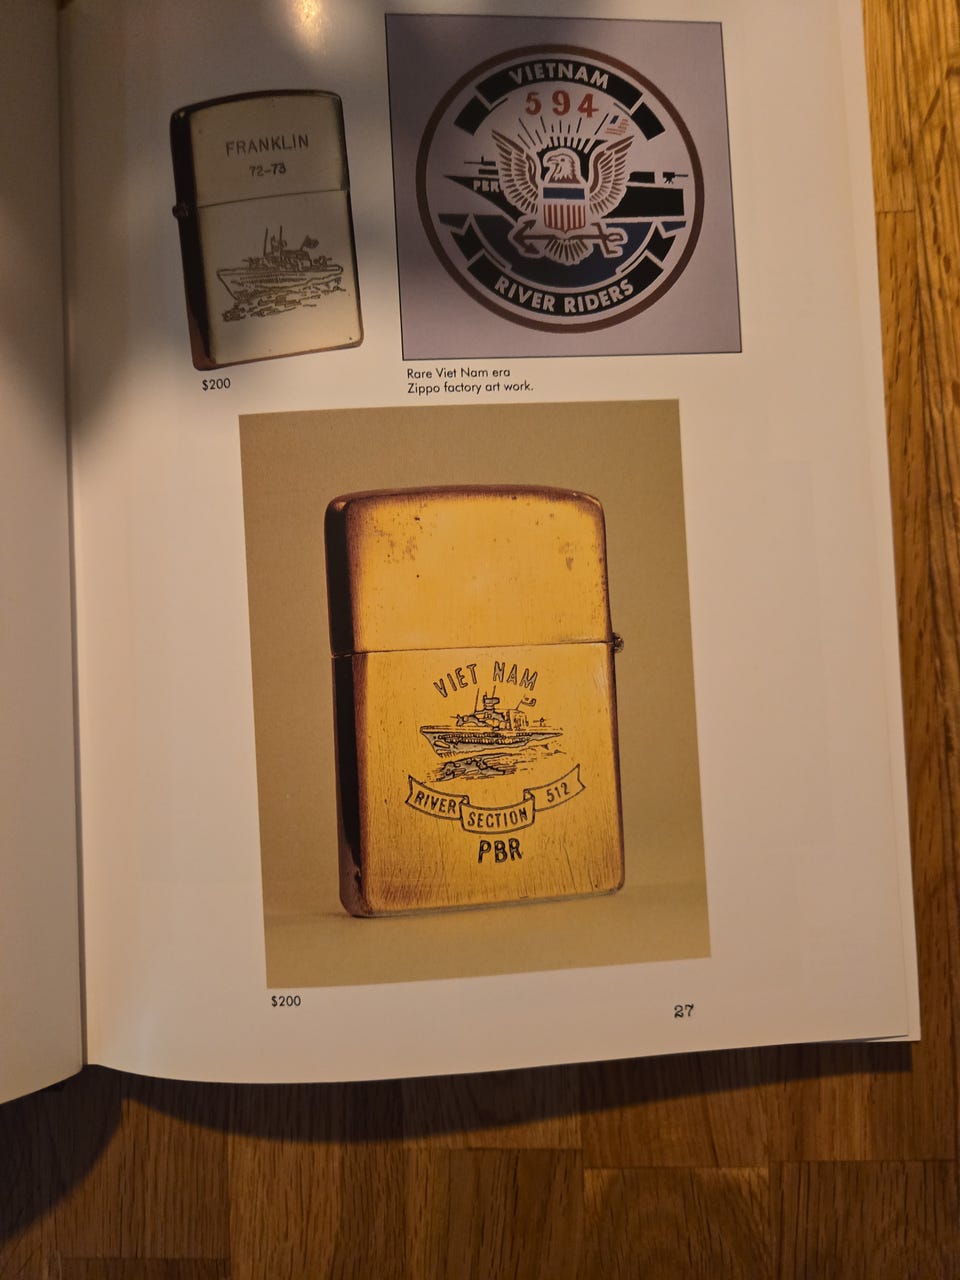 FRANKLIN
72-73
$200
VIETNAM
594
PBR
RIVER RIDERS
Rare Viet Nam era
Zippo factory art work.
VIET NAM
RIVER SECTION 512
PBR
$200
27